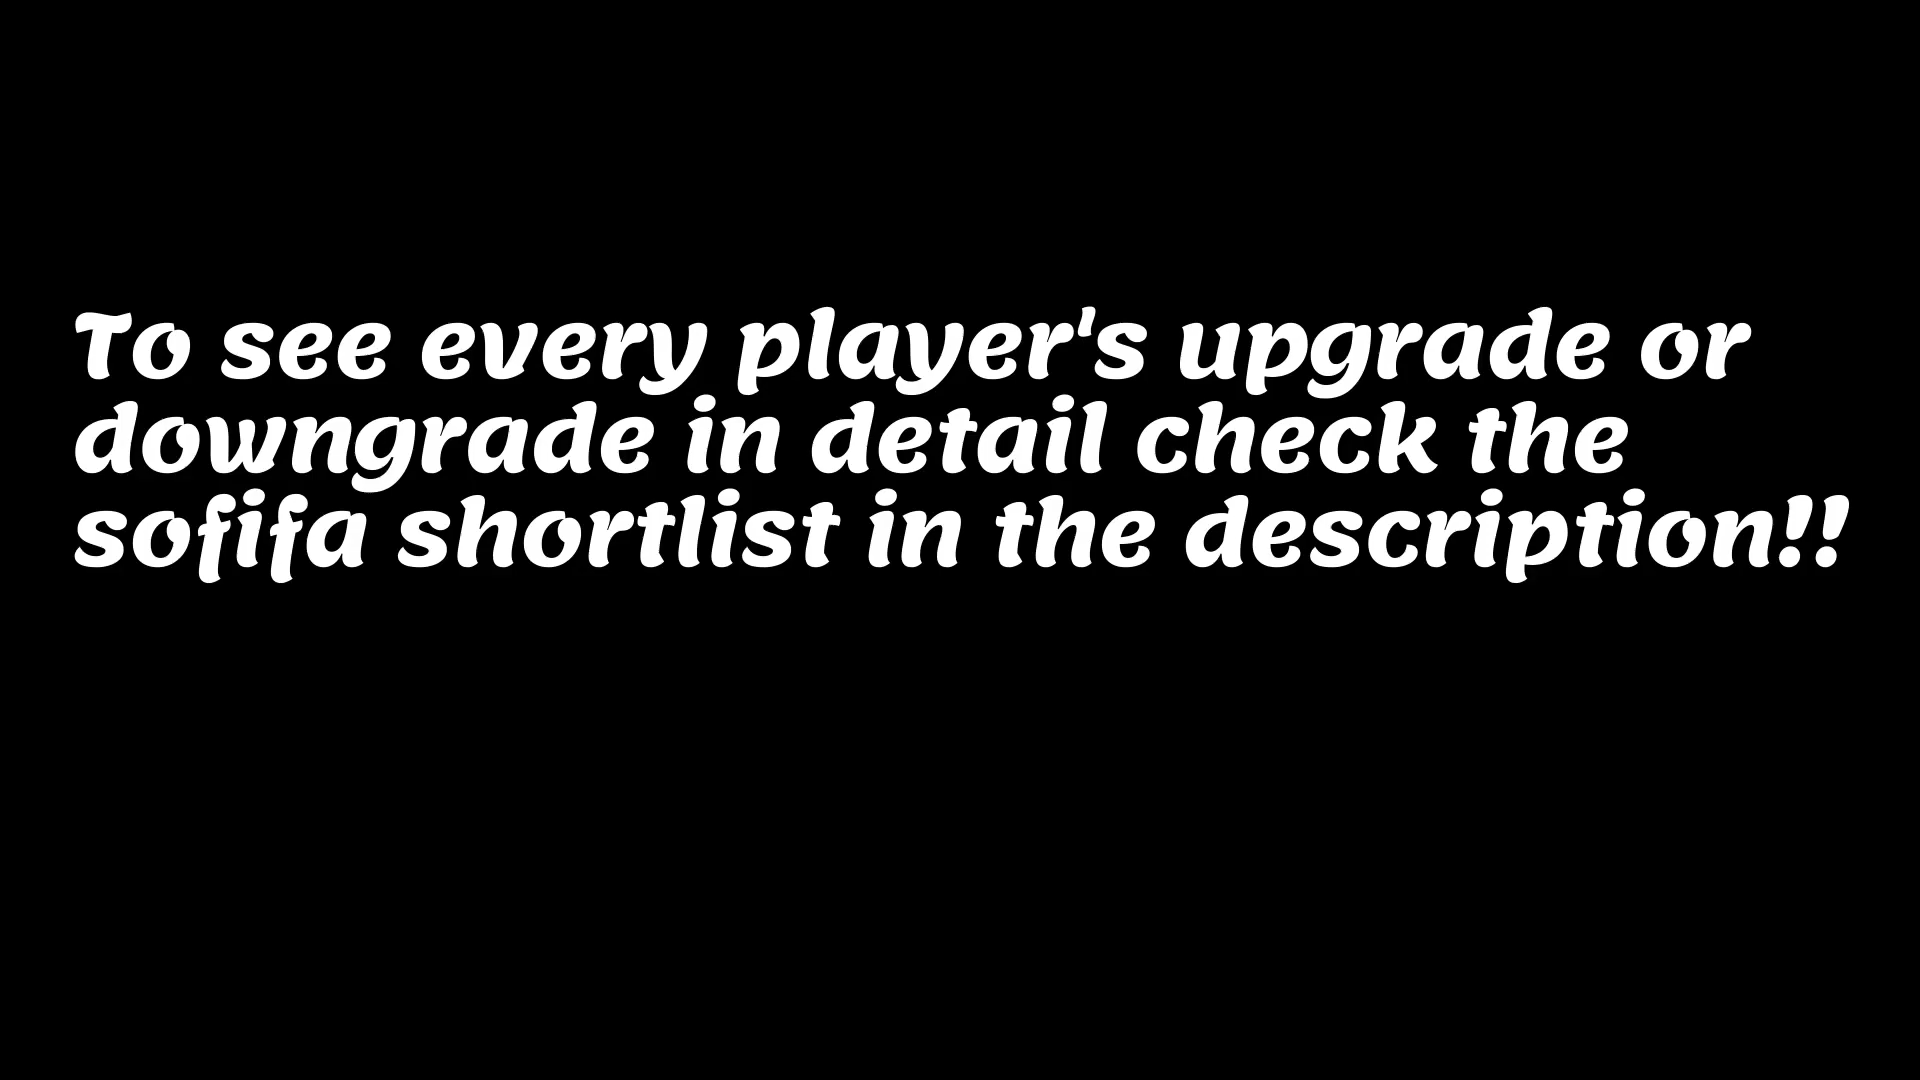 To see every player's upgrade or
downgrade in detail check the
sofifa shortlist in the description!!